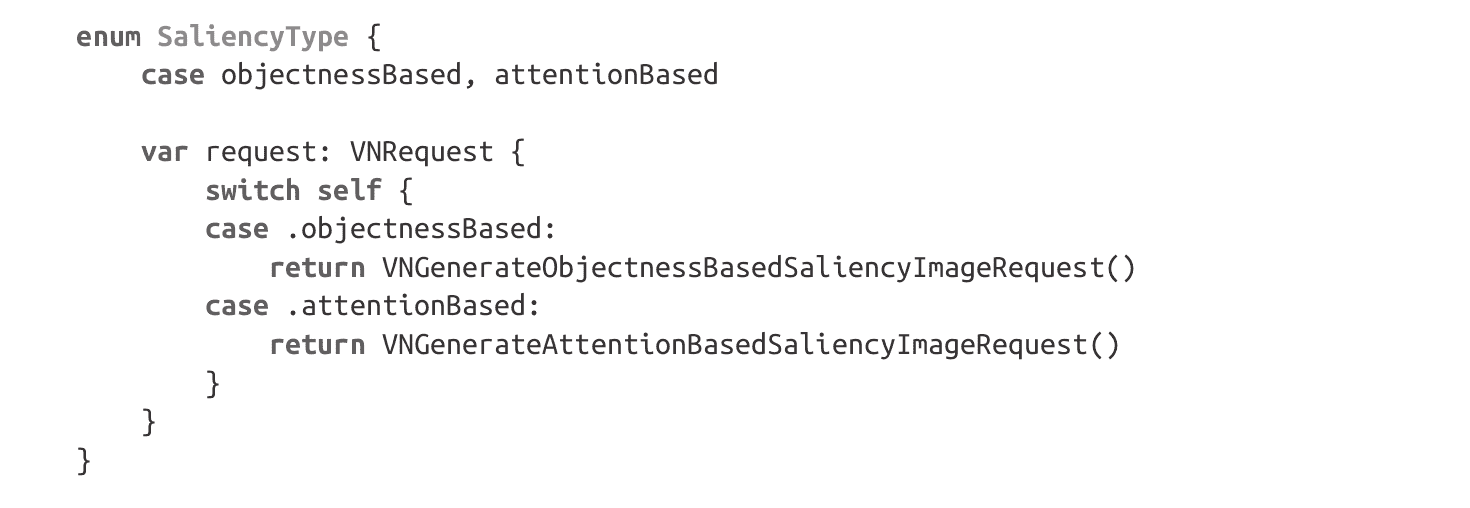 enum SaliencyType {
    case objectnessBased, attentionBased

    var request: VNRequest {
        switch self {
        case .objectnessBased:
            return VNGenerateObjectnessBasedSaliencyImageRequest()
        case .attentionBased:
            return VNGenerateAttentionBasedSaliencyImageRequest()
        }
    }
}